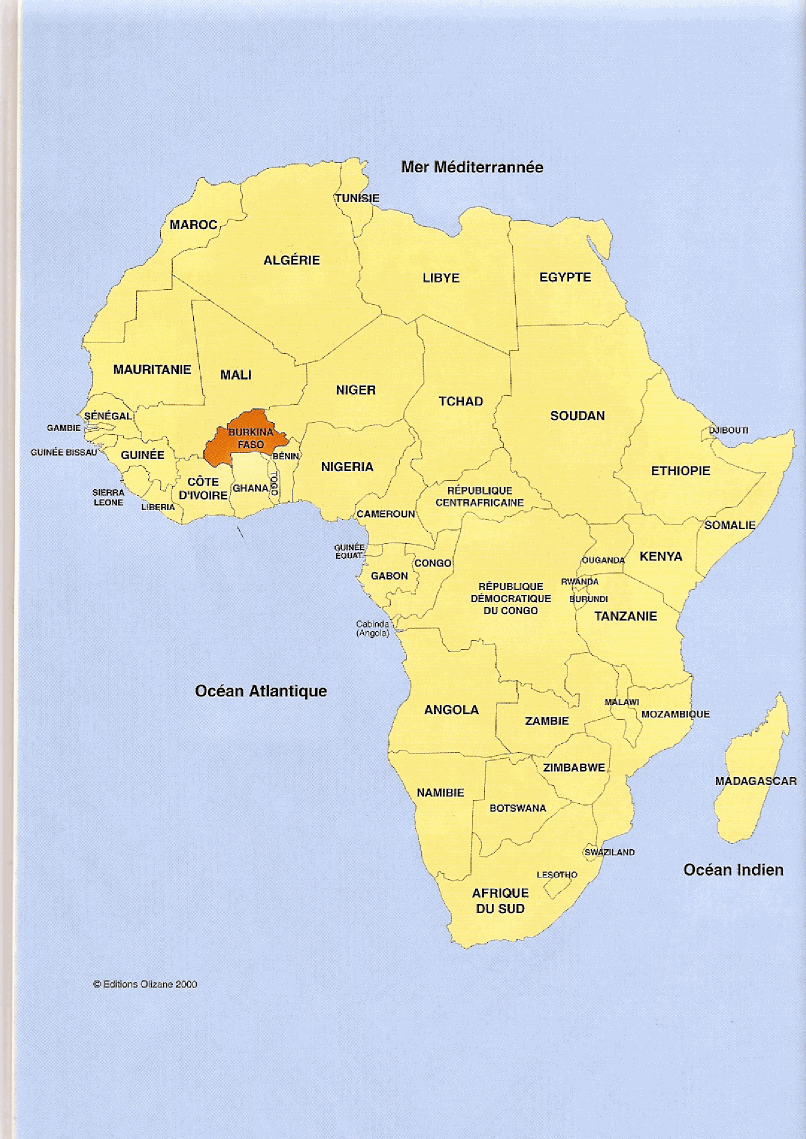 Mer Méditerrannée
TUNISIE
MAROC
ALGÉRIE
LIBYE
EGYPTE
MAURITANIE
MALI
NIGER
TCHAD
SOUDAN
SÉNÉGAL
GAMBIE
BURKINA
FASO
DJIBOUTI
GUINÉE BISSAU
GUINÉE
BÉNIN
NIGERIA
ETHIOPIE
CÔTE
D'IVOIRE
GHANA
TOGO
SIERRA
LEONE
LIBERIA
RÉPUBLIQUE
CENTRAFRICAINE
CAMEROUN
SOMALIE
GUINÉE
ÉQUAT.
CONGO
OUGANDA
KENYA
GABON
RWANDA
RÉPUBLIQUE
DÉMOCRATIQUE
DU CONGO
BURUNDI
TANZANIE
Cabinda
(Angola)
Océan Atlantique
ANGOLA
ZAMBIE
MALAWI
MOZAMBIQUE
ZIMBABWE
MADAGASCAR
NAMIBIE
BOTSWANA
SWAZILAND
LESOTHO
Océan Indien
AFRIQUE
DU SUD
© Editions Olizane 2000